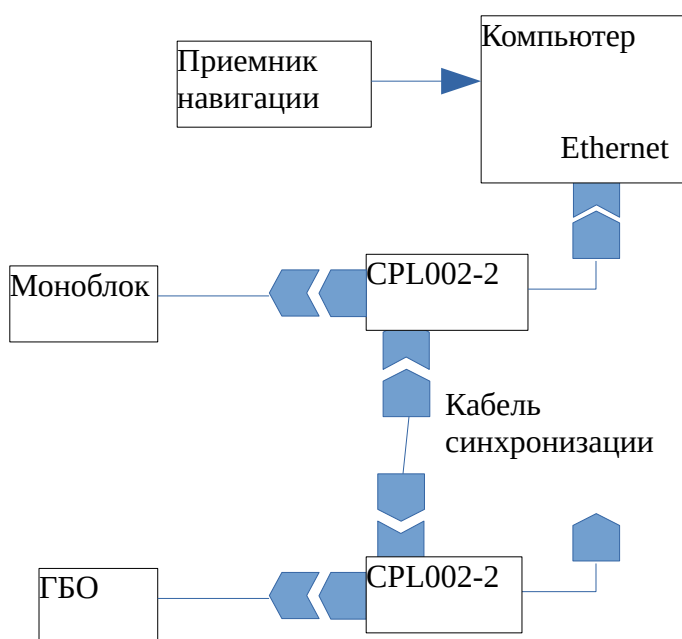 Компьютер
Приемник
навигации
Ethernet
CPL002-2
Моноблок
Кабель
синхронизации
CPL002-2
ГБО